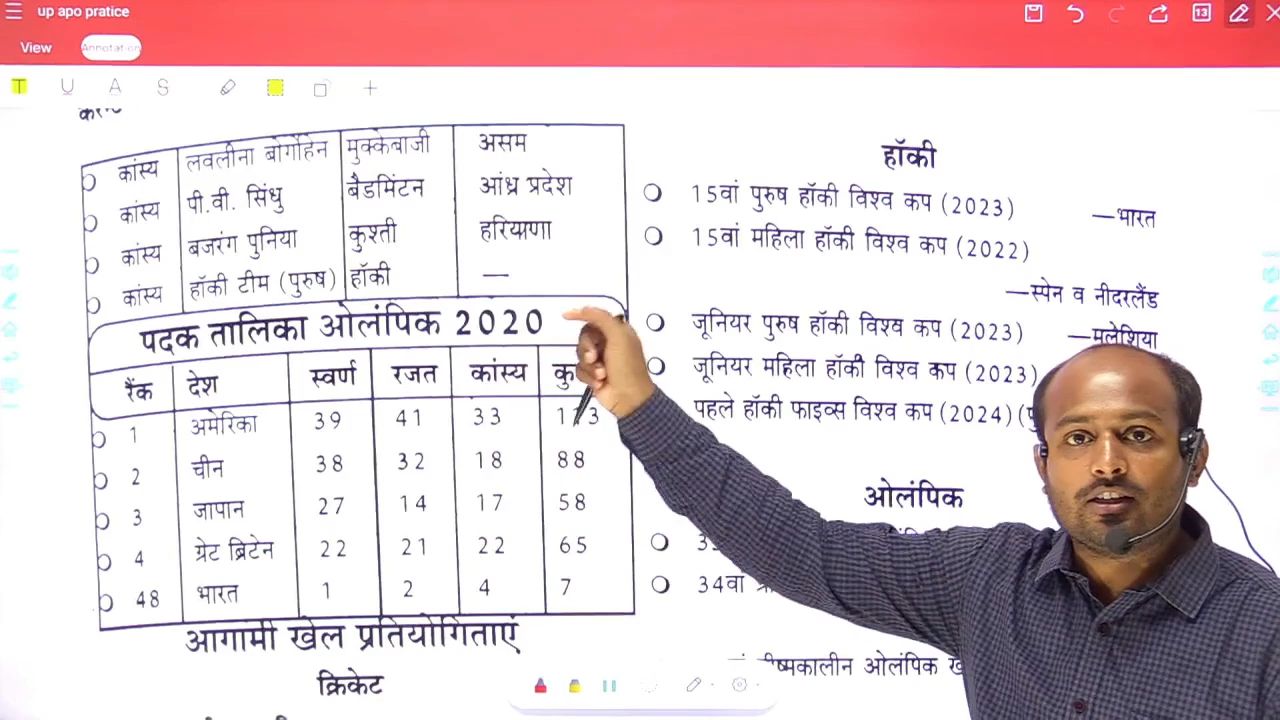 up apo pratice
13
View
Annotation
T U A S
कांस्य लवलीना बोर्गोहेन मुक्केबाजी असम
कांस्य पी.वी. सिंधु बैडमिंटन आंध्र प्रदेश
कांस्य बजरंग पुनिया कुश्ती हरियाणा
कांस्य हॉकी टीम (पुरुष) हॉकी —
पदक तालिका ओलंपिक 2020
रैंक देश स्वर्ण रजत कांस्य
1 अमेरिका 39 41 33 113
2 चीन 38 32 18 88
3 जापान 27 14 17 58
4 ग्रेट ब्रिटेन 22 21 22 65
48 भारत 1 2 4 7
आगामी खेल प्रतियोगिताएं
क्रिकेट
हॉकी
15वां पुरुष हॉकी विश्व कप (2023) —भारत
15वां महिला हॉकी विश्व कप (2022)
—स्पेन व नीदरलैंड
जूनियर पुरुष हॉकी विश्व कप (2023) —मलेशिया
जूनियर महिला हॉकी विश्व कप (2023)
पहले हॉकी फाइव्स विश्व कप (2024)
ओलंपिक
34वां
ओलंपिक